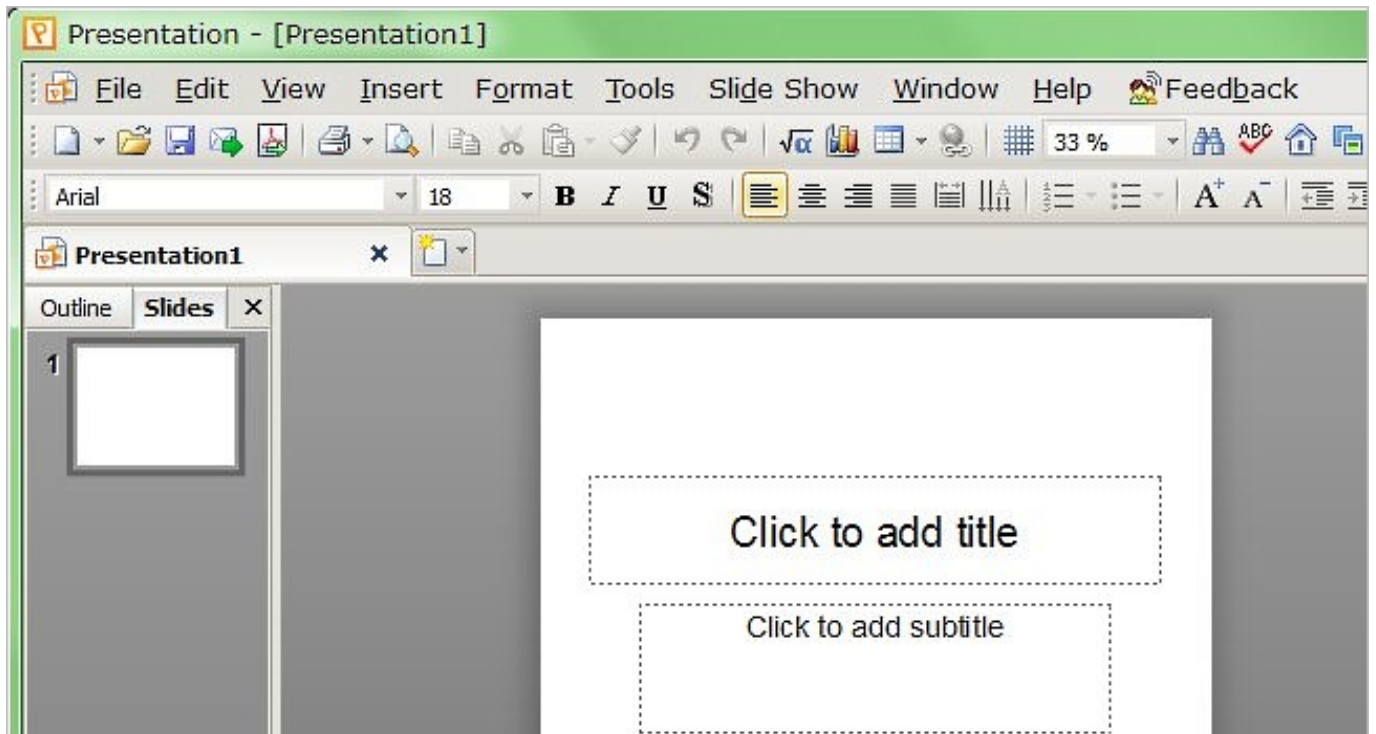 Presentation - [Presentation1]
File Edit View Insert Format Tools Slide Show Window Help Feedback
√α 33 % ABC
Arial 18 B I U S A+ A-
Presentation1
Outline Slides
1
Click to add title
Click to add subtitle